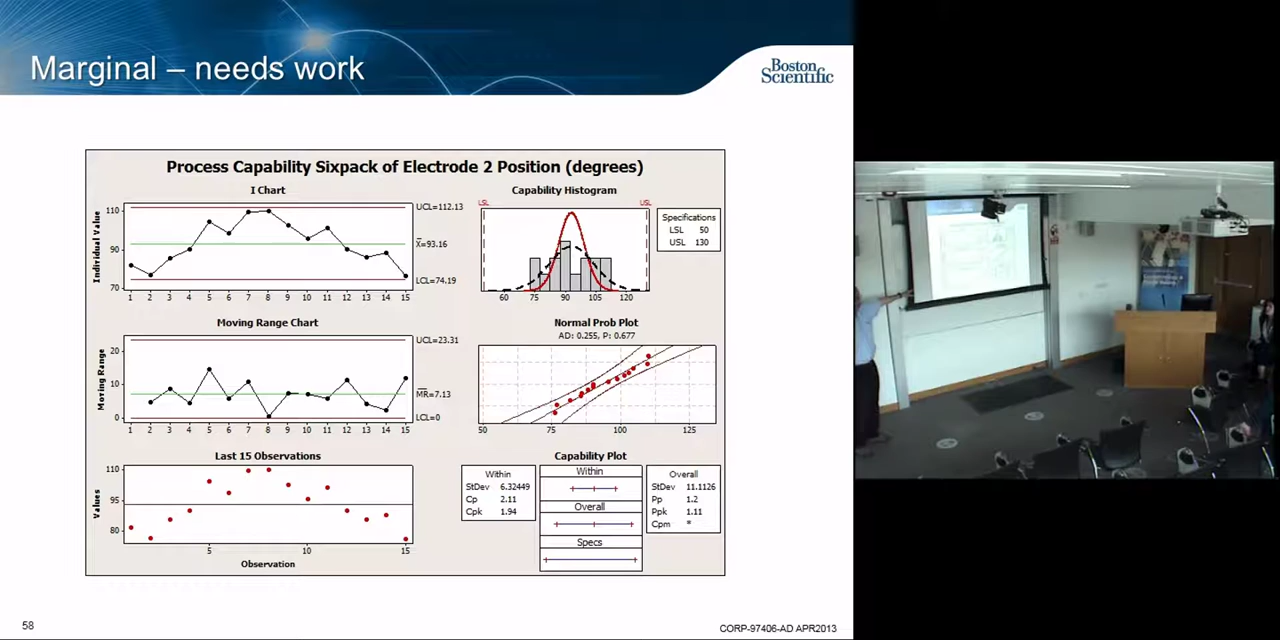 Marginal – needs work
Boston
Scientific
Process Capability Sixpack of Electrode 2 Position (degrees)
I Chart
Individual Value
110
90
70
1 2 3 4 5 6 7 8 9 10 11 12 13 14 15
UCL=112.13
X=93.16
LCL=74.19
Capability Histogram
LSL USL
60 75 90 105 120
Specifications
LSL 50
USL 130
Moving Range Chart
Moving Range
20
10
0
1 2 3 4 5 6 7 8 9 10 11 12 13 14 15
UCL=23.31
MR=7.13
LCL=0
Normal Prob Plot
AD: 0.255, P: 0.677
50 75 100 125
Last 15 Observations
Values
110
95
80
5 10 15
Observation
Capability Plot
Within
StDev 6.32449
Cp 2.11
Cpk 1.94
Within
Overall
Specs
Overall
StDev 11.1126
Pp 1.2
Ppk 1.11
Cpm *
58
CORP-97406-AD APR2013